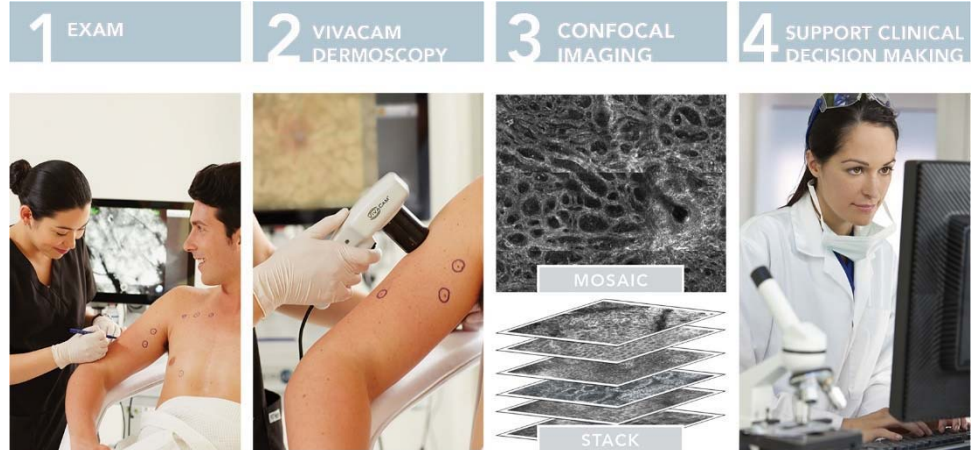 1 EXAM
2 VIVACAM
DERMOSCOPY
3 CONFOCAL
IMAGING
4 SUPPORT CLINICAL
DECISION MAKING
MOSAIC
STACK